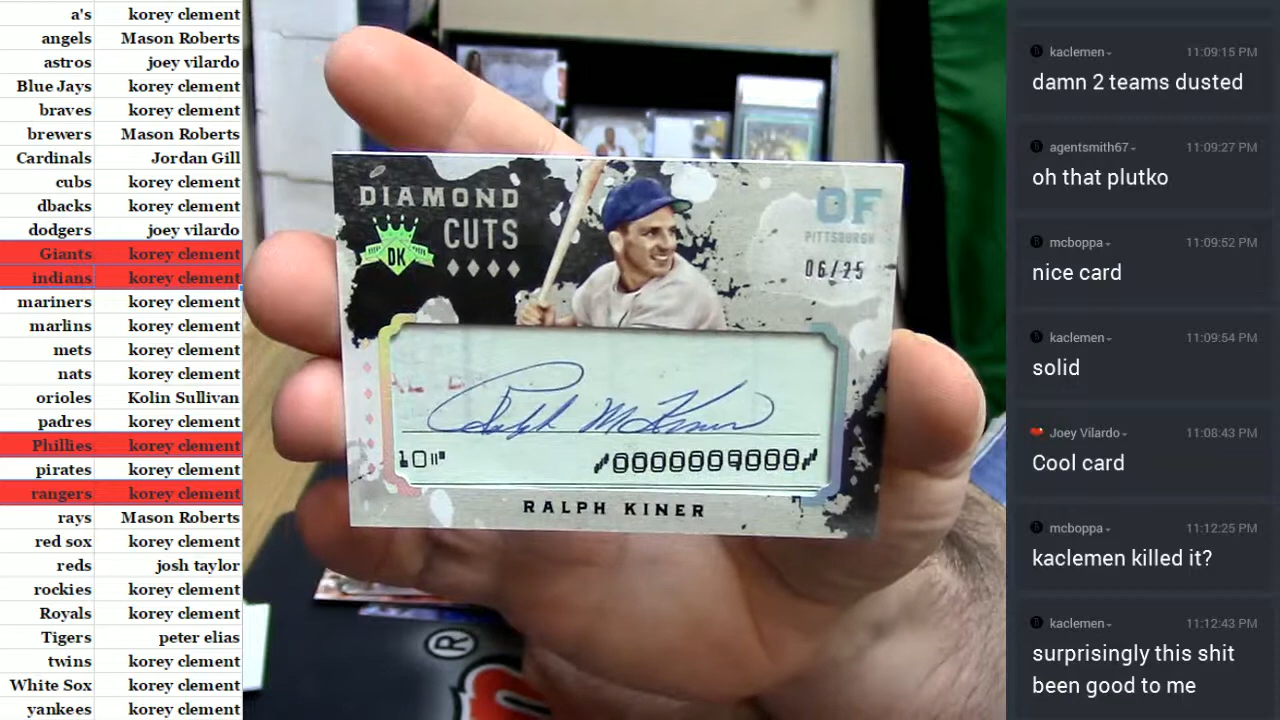 a's korey clement
angels Mason Roberts
astros joey vilardo
Blue Jays korey clement
braves korey clement
brewers Mason Roberts
Cardinals Jordan Gill
cubs korey clement
dbacks korey clement
dodgers joey vilardo
Giants korey clement
indians korey clement
mariners korey clement
marlins korey clement
mets korey clement
nats korey clement
orioles Kolin Sullivan
padres korey clement
Phillies korey clement
pirates korey clement
rangers korey clement
rays Mason Roberts
red sox korey clement
reds josh taylor
rockies korey clement
Royals korey clement
Tigers peter elias
twins korey clement
White Sox korey clement
yankees korey clement
DIAMOND
CUTS
DK
OF
PITTSBURGH
06/25
Ralph McKiner
RALPH KINER
®
kaclemen 11:09:15 PM
damn 2 teams dusted
agentsmith67 11:09:27 PM
oh that plutko
mcboppa 11:09:52 PM
nice card
kaclemen 11:09:54 PM
solid
Joey Vilardo 11:08:43 PM
Cool card
mcboppa 11:12:25 PM
kaclemen killed it?
kaclemen 11:12:43 PM
surprisingly this shit
been good to me